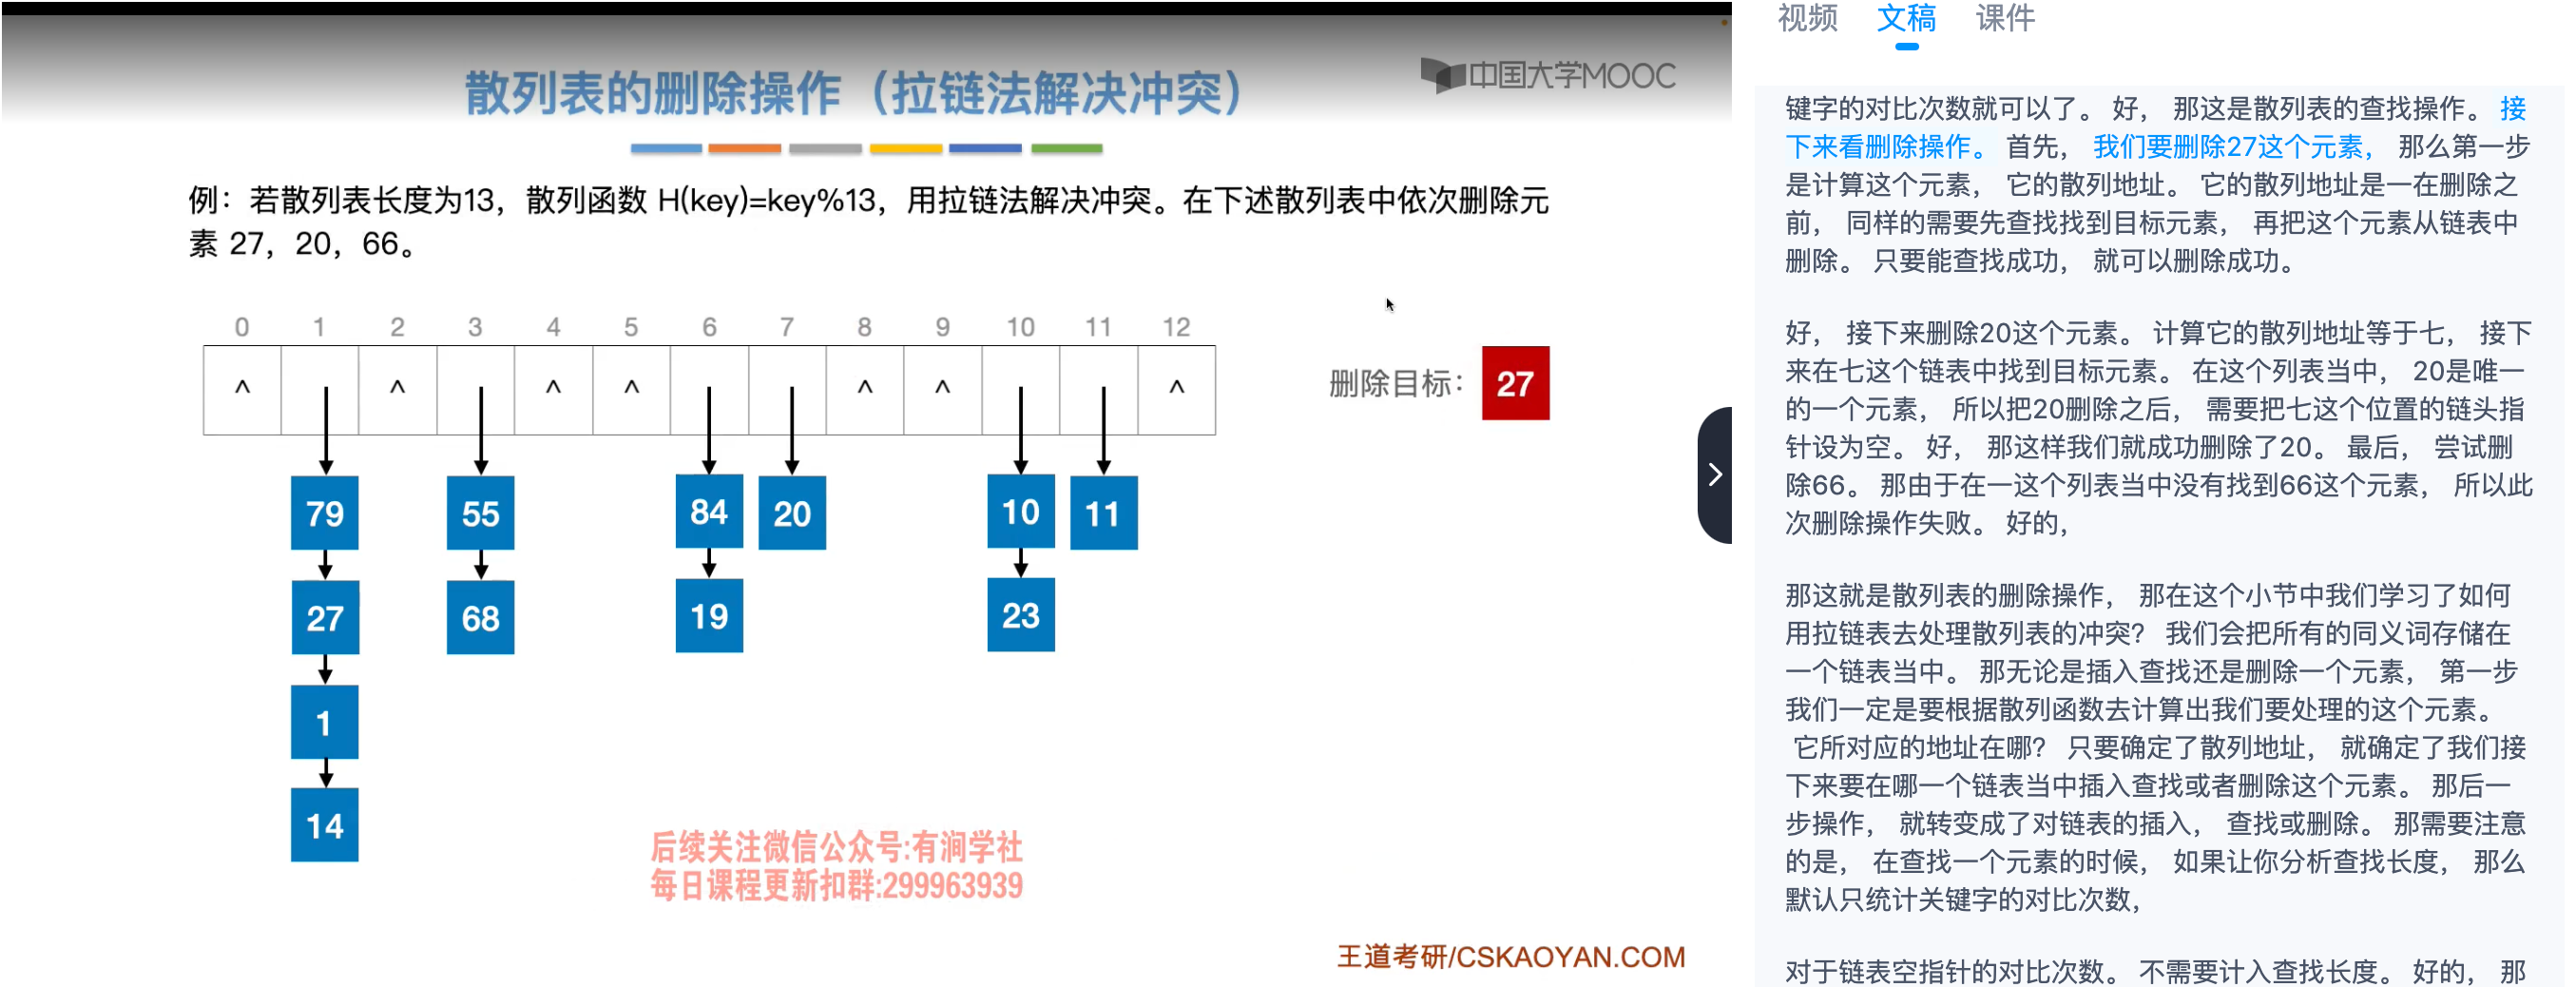 散列表的删除操作（拉链法解决冲突）
中国大学MOOC
例：若散列表长度为13，散列函数 H(key)=key%13，用拉链法解决冲突。在下述散列表中依次删除元
素 27，20，66。
0 1 2 3 4 5 6 7 8 9 10 11 12
^ ^ ^ ^ ^ ^ ^
删除目标： 27
79 55 84 20 10 11
27 68 19 23
1
14
后续关注微信公众号:有涧学社
每日课程更新扣群:299963939
王道考研/CSKAOYAN.COM
视频 文稿 课件
键字的对比次数就可以了。 好， 那这是散列表的查找操作。 接
下来看删除操作。 首先， 我们要删除27这个元素， 那么第一步
是计算这个元素， 它的散列地址。 它的散列地址是一在删除之
前， 同样的需要先查找找到目标元素， 再把这个元素从链表中
删除。 只要能查找成功， 就可以删除成功。
好， 接下来删除20这个元素。 计算它的散列地址等于七， 接下
来在七这个链表中找到目标元素。 在这个列表当中， 20是唯一
的一个元素， 所以把20删除之后， 需要把七这个位置的链头指
针设为空。 好， 那这样我们就成功删除了20。 最后， 尝试删
除66。 那由于在一这个列表当中没有找到66这个元素， 所以此
次删除操作失败。 好的，
那这就是散列表的删除操作， 那在这个小节中我们学习了如何
用拉链表去处理散列表的冲突？ 我们会把所有的同义词存储在
一个链表当中。 那无论是插入查找还是删除一个元素， 第一步
我们一定是要根据散列函数去计算出我们要处理的这个元素。
它所对应的地址在哪？ 只要确定了散列地址， 就确定了我们接
下来要在哪一个链表当中插入查找或者删除这个元素。 那后一
步操作， 就转变成了对链表的插入， 查找或删除。 那需要注意
的是， 在查找一个元素的时候， 如果让你分析查找长度， 那么
默认只统计关键字的对比次数，
对于链表空指针的对比次数。 不需要计入查找长度。 好的， 那